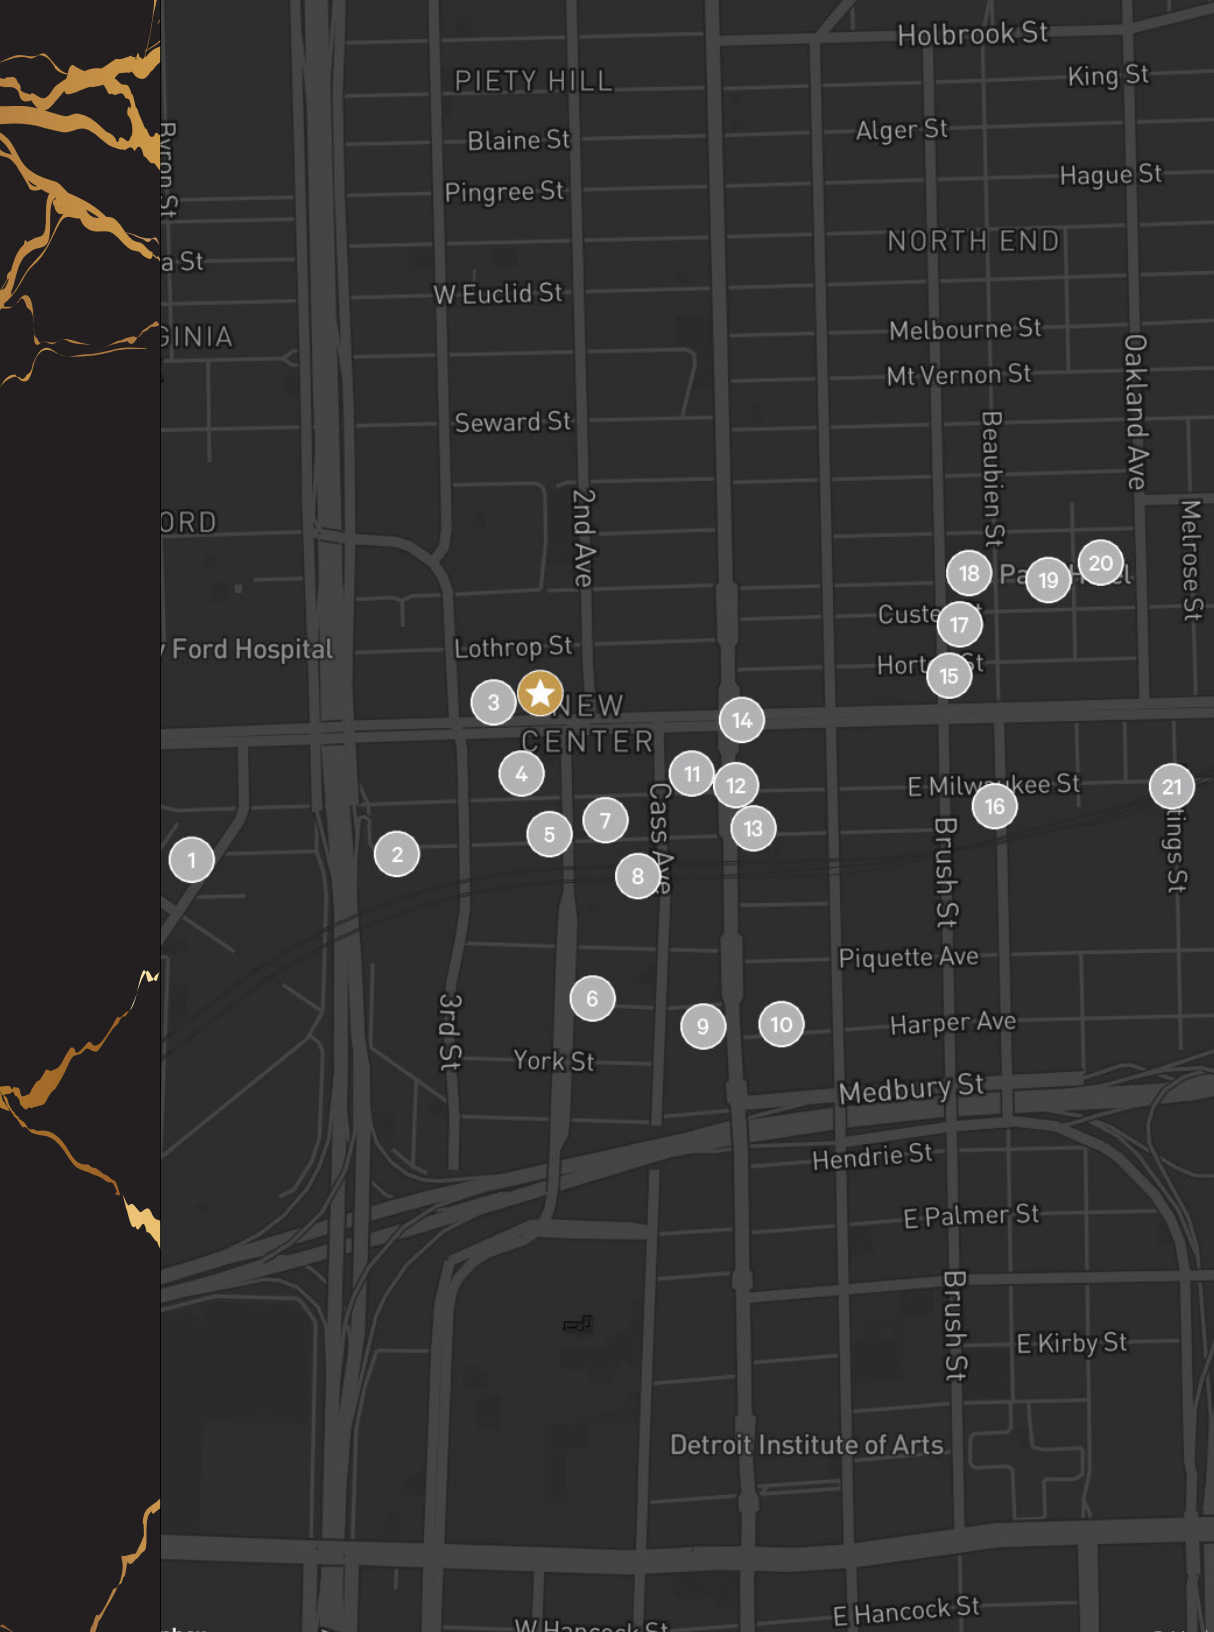 Holbrook St
King St
PIETY HILL
Alger St
Blaine St
Byron St
Hague St
Pingree St
NORTH END
a St
W Euclid St
Melbourne St
GINIA
Oakland Ave
Mt Vernon St
Seward St
Beaubien St
2nd Ave
ORD
Melrose St
18
19
20
Custe
17
Lothrop St
y Ford Hospital
Hort St
15
3
NEW
CENTER
14
4
11
12
E Milwaukee St
21
16
Cass Ave
7
5
13
Brush St
tings St
1
2
8
Piquette Ave
6
9
10
Harper Ave
3rd St
York St
Medbury St
Hendrie St
E Palmer St
Brush St
E Kirby St
Detroit Institute of Arts
E Hancock St
W Hancock St